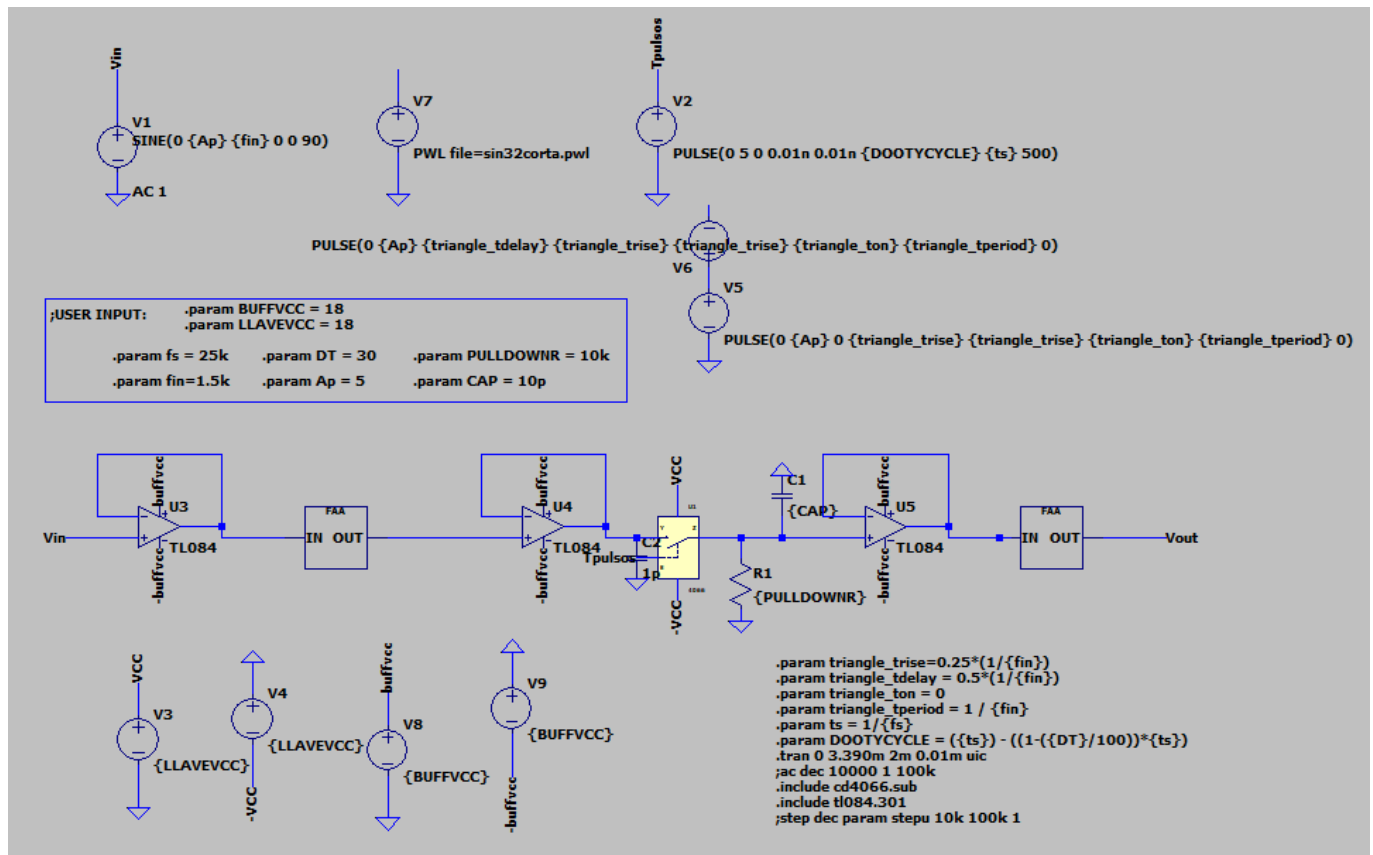 Vin
V1
SINE(0 {Ap} {fin} 0 0 90)
AC 1
V7
PWL file=sin32corta.pwl
Tpulsos
V2
PULSE(0 5 0 0.01n 0.01n {DOOTYCYCLE} {ts} 500)
PULSE(0 {Ap} {triangle_tdelay} {triangle_trise} {triangle_trise} {triangle_ton} {triangle_tperiod} 0)
V6
V5
PULSE(0 {Ap} 0 {triangle_trise} {triangle_trise} {triangle_ton} {triangle_tperiod} 0)
;USER INPUT:
.param BUFFVCC = 18
.param LLAVEVCC = 18
.param fs = 25k
.param DT = 30
.param PULLDOWNR = 10k
.param fin=1.5k
.param Ap = 5
.param CAP = 10p
Vin
buffvcc
U3
TL084
-buffvcc
FAA
IN OUT
buffvcc
U4
TL084
-buffvcc
C2
1p
Tpulsos
VCC
U1
Y
Z
E
4066
-VCC
C1
{CAP}
R1
{PULLDOWNR}
buffvcc
U5
TL084
-buffvcc
FAA
IN OUT
Vout
VCC
V3
{LLAVEVCC}
V4
{LLAVEVCC}
-VCC
buffvcc
V8
{BUFFVCC}
V9
{BUFFVCC}
-buffvcc
.param triangle_trise=0.25*(1/{fin})
.param triangle_tdelay = 0.5*(1/{fin})
.param triangle_ton = 0
.param triangle_tperiod = 1 / {fin}
.param ts = 1/{fs}
.param DOOTYCYCLE = ({ts}) - ((1-({DT}/100))*{ts})
.tran 0 3.390m 2m 0.01m uic
;ac dec 10000 1 100k
.include cd4066.sub
.include tl084.301
;step dec param stepu 10k 100k 1